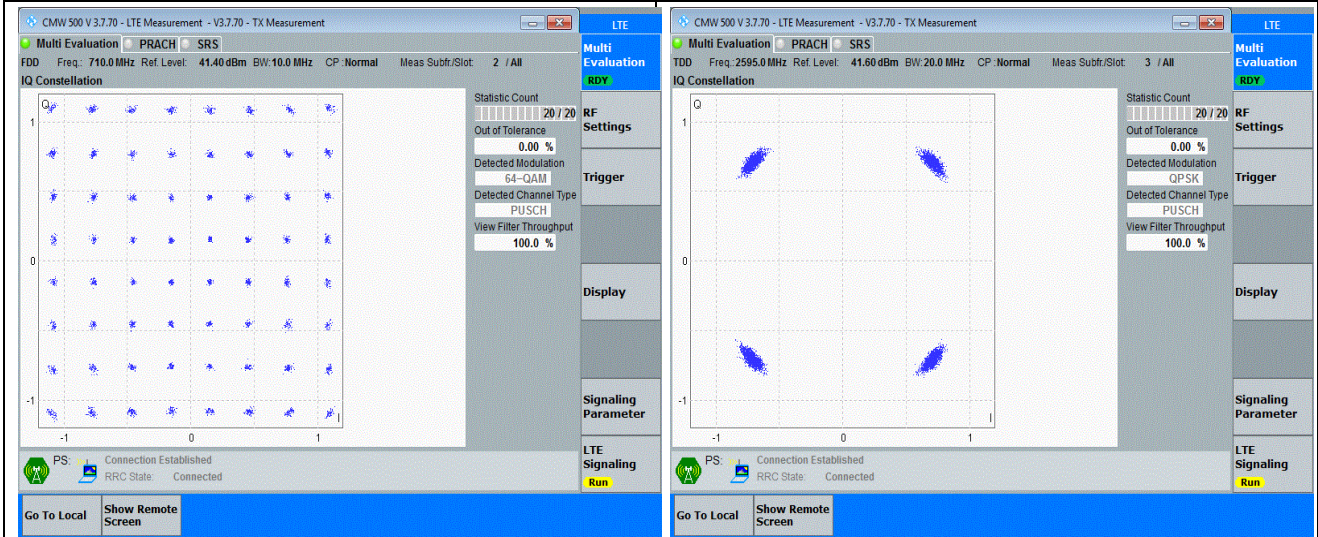 CMW 500 V 3.7.70 - LTE Measurement - V3.7.70 - TX Measurement
LTE
Multi Evaluation PRACH SRS
Multi
Evaluation
RDY
FDD Freq.: 710.0 MHz Ref. Level: 41.40 dBm BW: 10.0 MHz CP : Normal Meas Subfr./Slot: 2 / All
IQ Constellation
Q
1
0
-1
-1 0 1
I
Statistic Count
20 / 20
Out of Tolerance
0.00 %
Detected Modulation
64-QAM
Detected Channel Type
PUSCH
View Filter Throughput
100.0 %
RF
Settings
Trigger
Display
Signaling
Parameter
LTE
Signaling
Run
PS: Connection Established
RRC State: Connected
Go To Local
Show Remote
Screen
CMW 500 V 3.7.70 - LTE Measurement - V3.7.70 - TX Measurement
LTE
Multi Evaluation PRACH SRS
Multi
Evaluation
RDY
TDD Freq.: 2595.0 MHz Ref. Level: 41.60 dBm BW: 20.0 MHz CP : Normal Meas Subfr./Slot: 3 / All
IQ Constellation
Q
1
0
-1
-1 0 1
I
Statistic Count
20 / 20
Out of Tolerance
0.00 %
Detected Modulation
QPSK
Detected Channel Type
PUSCH
View Filter Throughput
100.0 %
RF
Settings
Trigger
Display
Signaling
Parameter
LTE
Signaling
Run
PS: Connection Established
RRC State: Connected
Go To Local
Show Remote
Screen